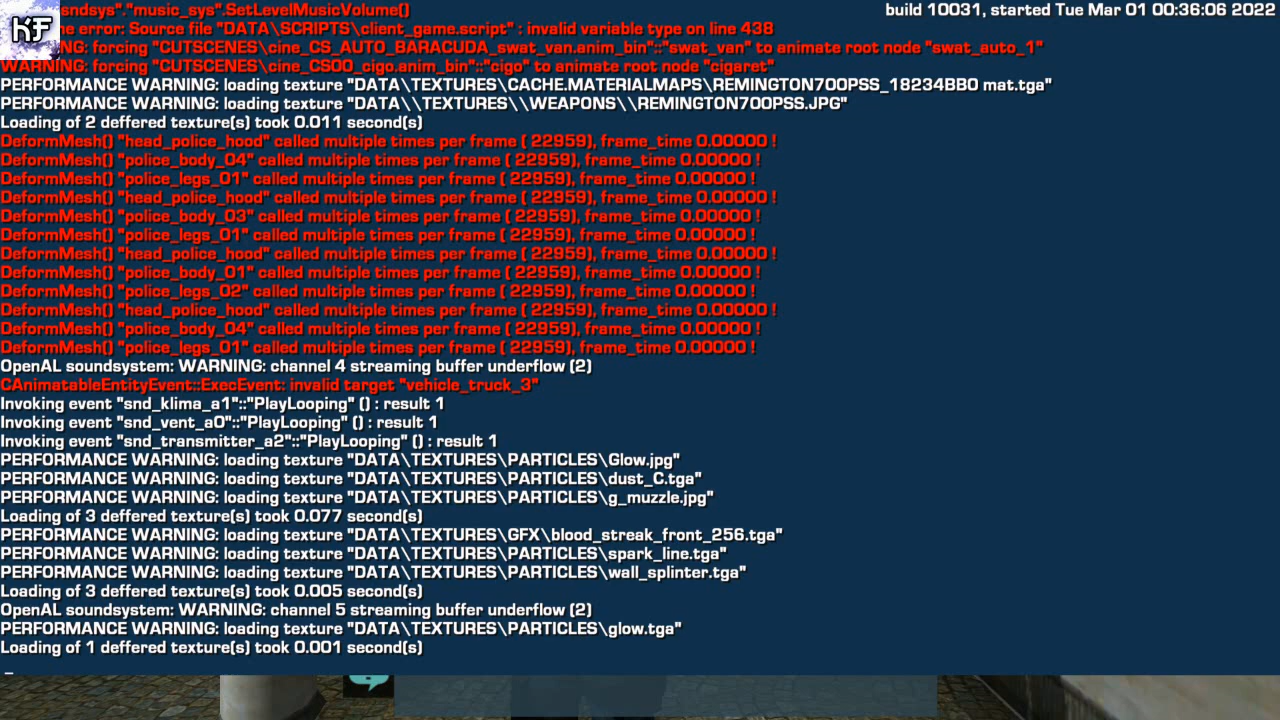 sndsys"."music_sys".SetLevelMusicVolume()
build 10031, started Tue Mar 01 00:36:06 2022
KF
e error: Source file "DATA\SCRIPTS\client_game.script" : invalid variable type on line 438
NG: forcing "CUTSCENES\cine_CS_AUTO_BARACUDA_swat_van.anim_bin"::"swat_van" to animate root node "swat_auto_1"
WARNING: forcing "CUTSCENES\cine_CS00_cigo.anim_bin"::"cigo" to animate root node "cigaret"
PERFORMANCE WARNING: loading texture "DATA\TEXTURES\CACHE.MATERIALMAPS\REMINGTON700PSS_18234BB0 mat.tga"
PERFORMANCE WARNING: loading texture "DATA\\TEXTURES\\WEAPONS\\REMINGTON700PSS.JPG"
Loading of 2 deffered texture(s) took 0.011 second(s)
DeformMesh() "head_police_hood" called multiple times per frame ( 22959), frame_time 0.00000 !
DeformMesh() "police_body_04" called multiple times per frame ( 22959), frame_time 0.00000 !
DeformMesh() "police_legs_01" called multiple times per frame ( 22959), frame_time 0.00000 !
DeformMesh() "head_police_hood" called multiple times per frame ( 22959), frame_time 0.00000 !
DeformMesh() "police_body_03" called multiple times per frame ( 22959), frame_time 0.00000 !
DeformMesh() "police_legs_01" called multiple times per frame ( 22959), frame_time 0.00000 !
DeformMesh() "head_police_hood" called multiple times per frame ( 22959), frame_time 0.00000 !
DeformMesh() "police_body_01" called multiple times per frame ( 22959), frame_time 0.00000 !
DeformMesh() "police_legs_02" called multiple times per frame ( 22959), frame_time 0.00000 !
DeformMesh() "head_police_hood" called multiple times per frame ( 22959), frame_time 0.00000 !
DeformMesh() "police_body_04" called multiple times per frame ( 22959), frame_time 0.00000 !
DeformMesh() "police_legs_01" called multiple times per frame ( 22959), frame_time 0.00000 !
OpenAL soundsystem: WARNING: channel 4 streaming buffer underflow (2)
CAnimatableEntityEvent::ExecEvent: invalid target "vehicle_truck_3"
Invoking event "snd_klima_a1"::"PlayLooping" () : result 1
Invoking event "snd_vent_a0"::"PlayLooping" () : result 1
Invoking event "snd_transmitter_a2"::"PlayLooping" () : result 1
PERFORMANCE WARNING: loading texture "DATA\TEXTURES\PARTICLES\Glow.jpg"
PERFORMANCE WARNING: loading texture "DATA\TEXTURES\PARTICLES\dust_C.tga"
PERFORMANCE WARNING: loading texture "DATA\TEXTURES\PARTICLES\g_muzzle.jpg"
Loading of 3 deffered texture(s) took 0.077 second(s)
PERFORMANCE WARNING: loading texture "DATA\TEXTURES\GFX\blood_streak_front_256.tga"
PERFORMANCE WARNING: loading texture "DATA\TEXTURES\PARTICLES\spark_line.tga"
PERFORMANCE WARNING: loading texture "DATA\TEXTURES\PARTICLES\wall_splinter.tga"
Loading of 3 deffered texture(s) took 0.005 second(s)
OpenAL soundsystem: WARNING: channel 5 streaming buffer underflow (2)
PERFORMANCE WARNING: loading texture "DATA\TEXTURES\PARTICLES\glow.tga"
Loading of 1 deffered texture(s) took 0.001 second(s)
_